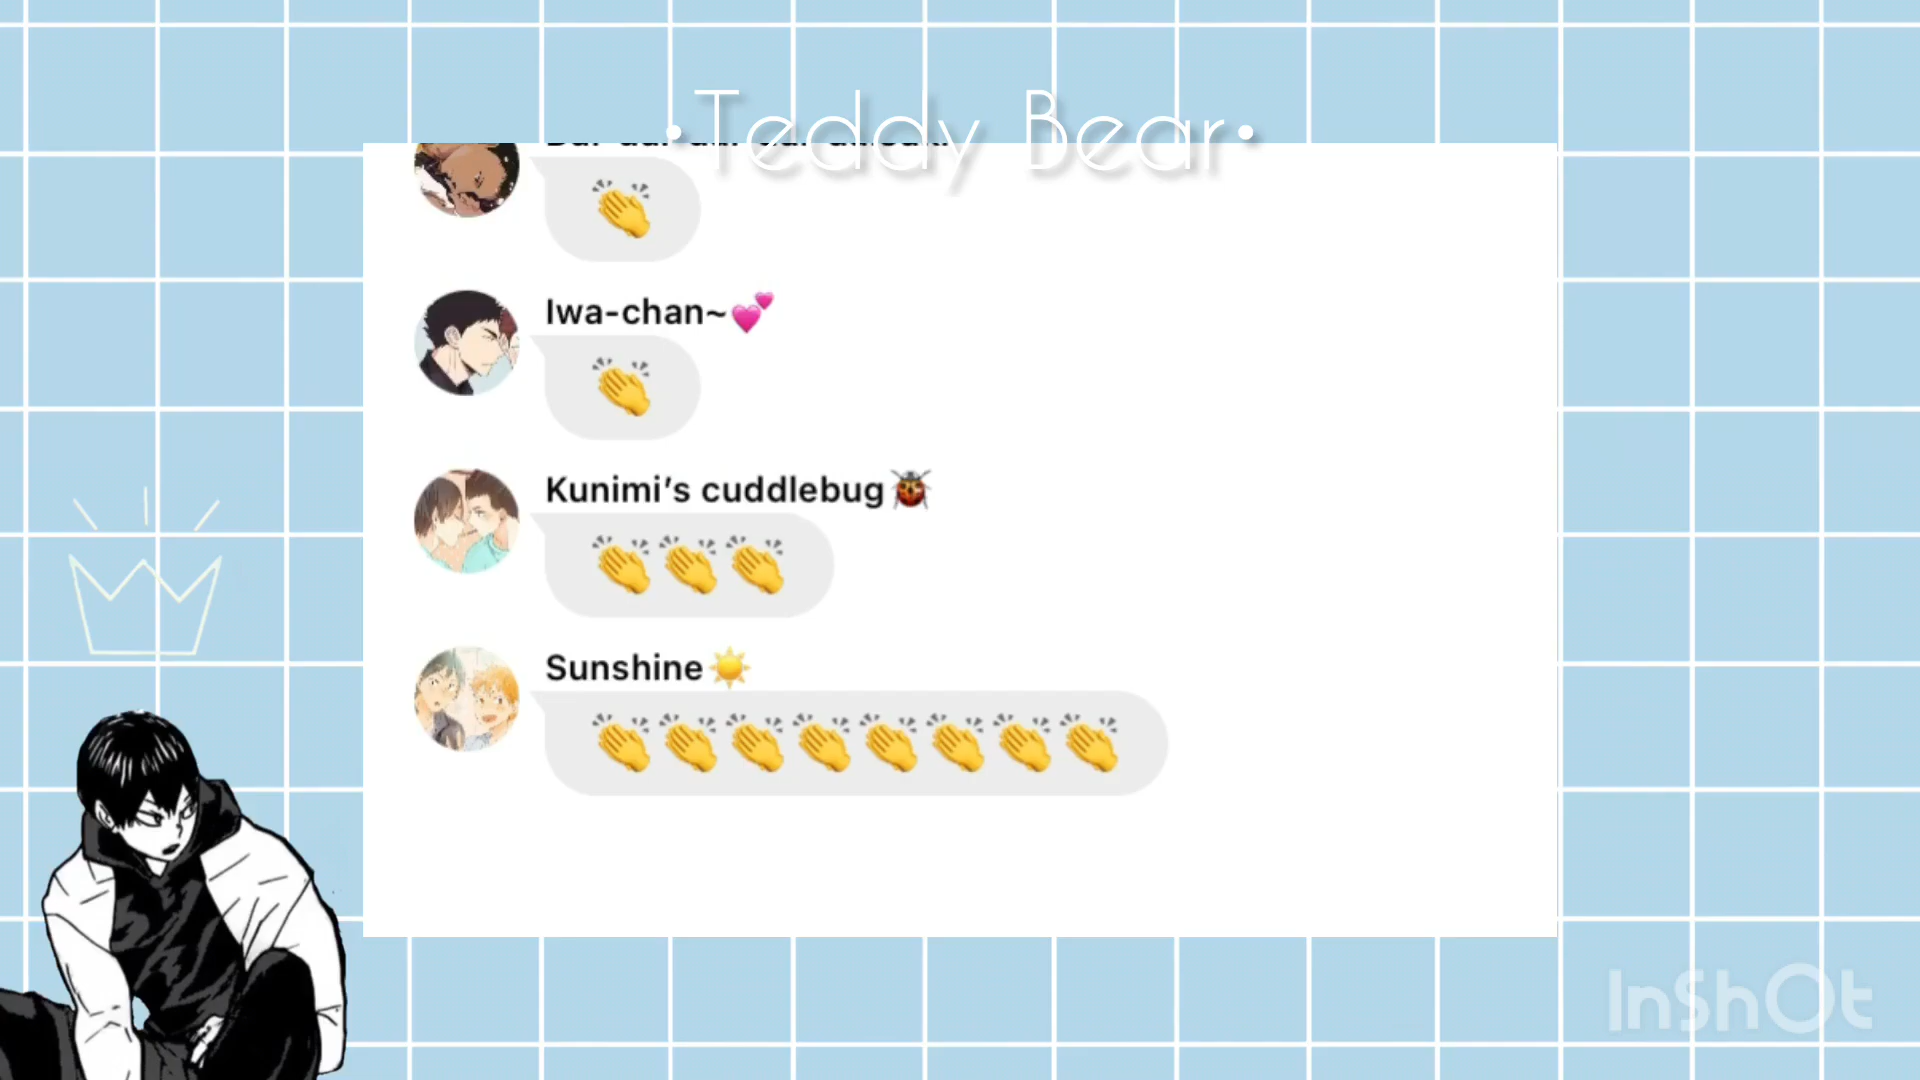 •Teddy Bear•
👏
Iwa-chan~💕
👏
Kunimi’s cuddlebug🐞
👏👏👏
Sunshine☀️
👏👏👏👏👏👏👏👏
InShOt